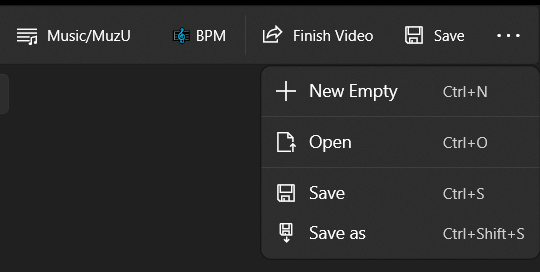 Music/MuzU BPM Finish Video Save
New Empty Ctrl+N
Open Ctrl+O
Save Ctrl+S
Save as Ctrl+Shift+S